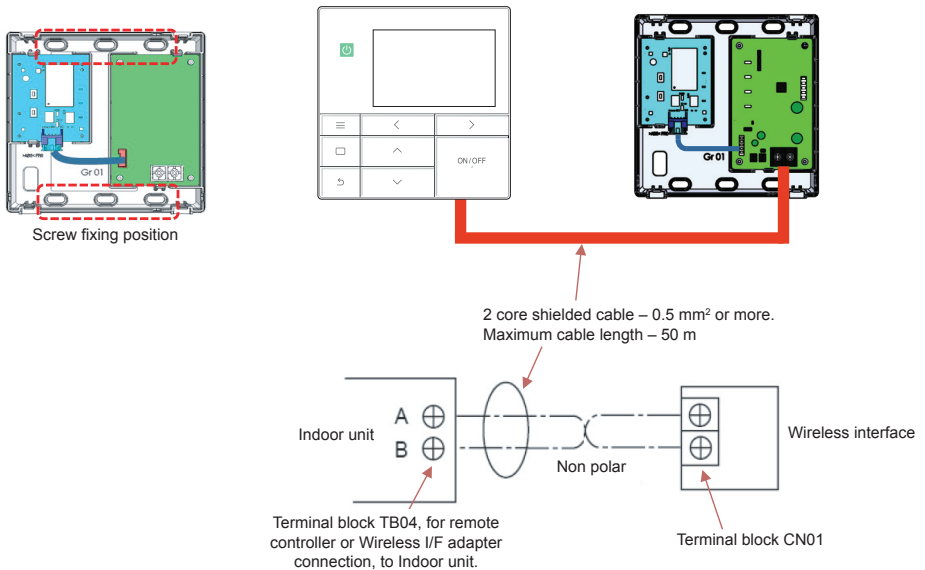 Gr 01
Screw fixing position
ON/OFF
Gr 01
2 core shielded cable – 0.5 mm² or more.
Maximum cable length – 50 m
Indoor unit
A
B
Non polar
Wireless interface
Terminal block TB04, for remote
controller or Wireless I/F adapter
connection, to Indoor unit.
Terminal block CN01